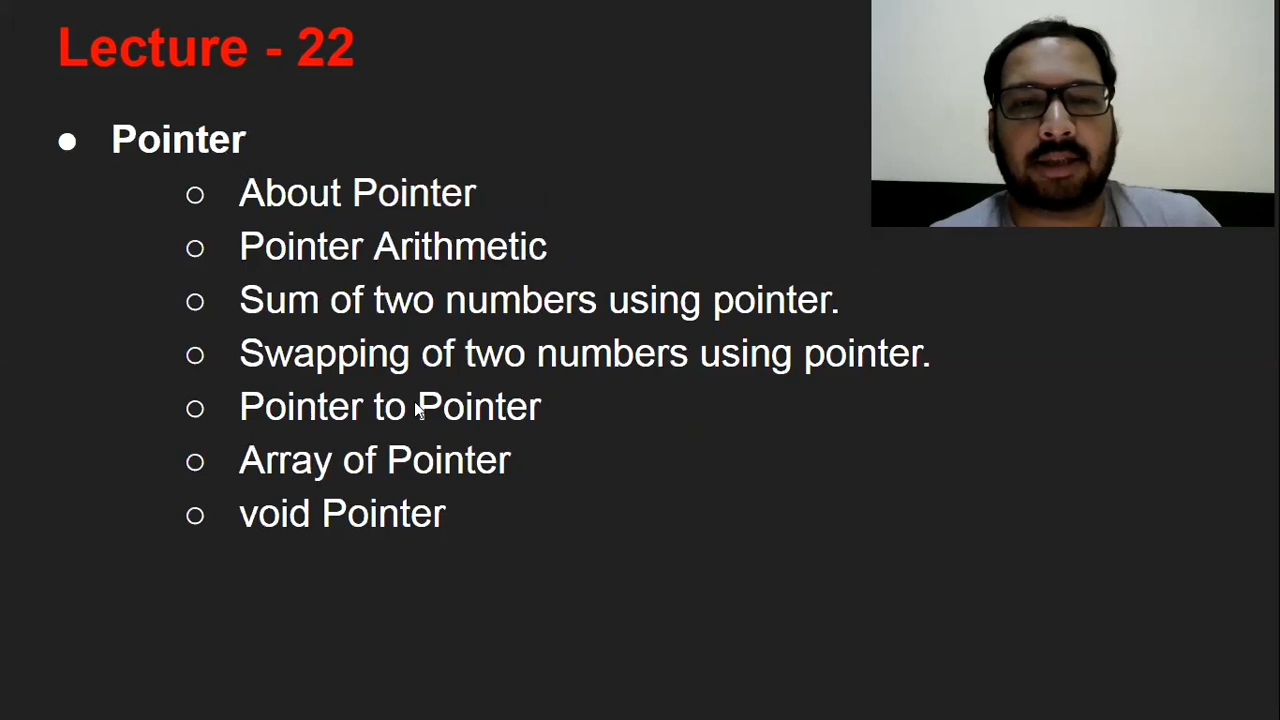 Lecture - 22
● Pointer
○ About Pointer
○ Pointer Arithmetic
○ Sum of two numbers using pointer.
○ Swapping of two numbers using pointer.
○ Pointer to Pointer
○ Array of Pointer
○ void Pointer